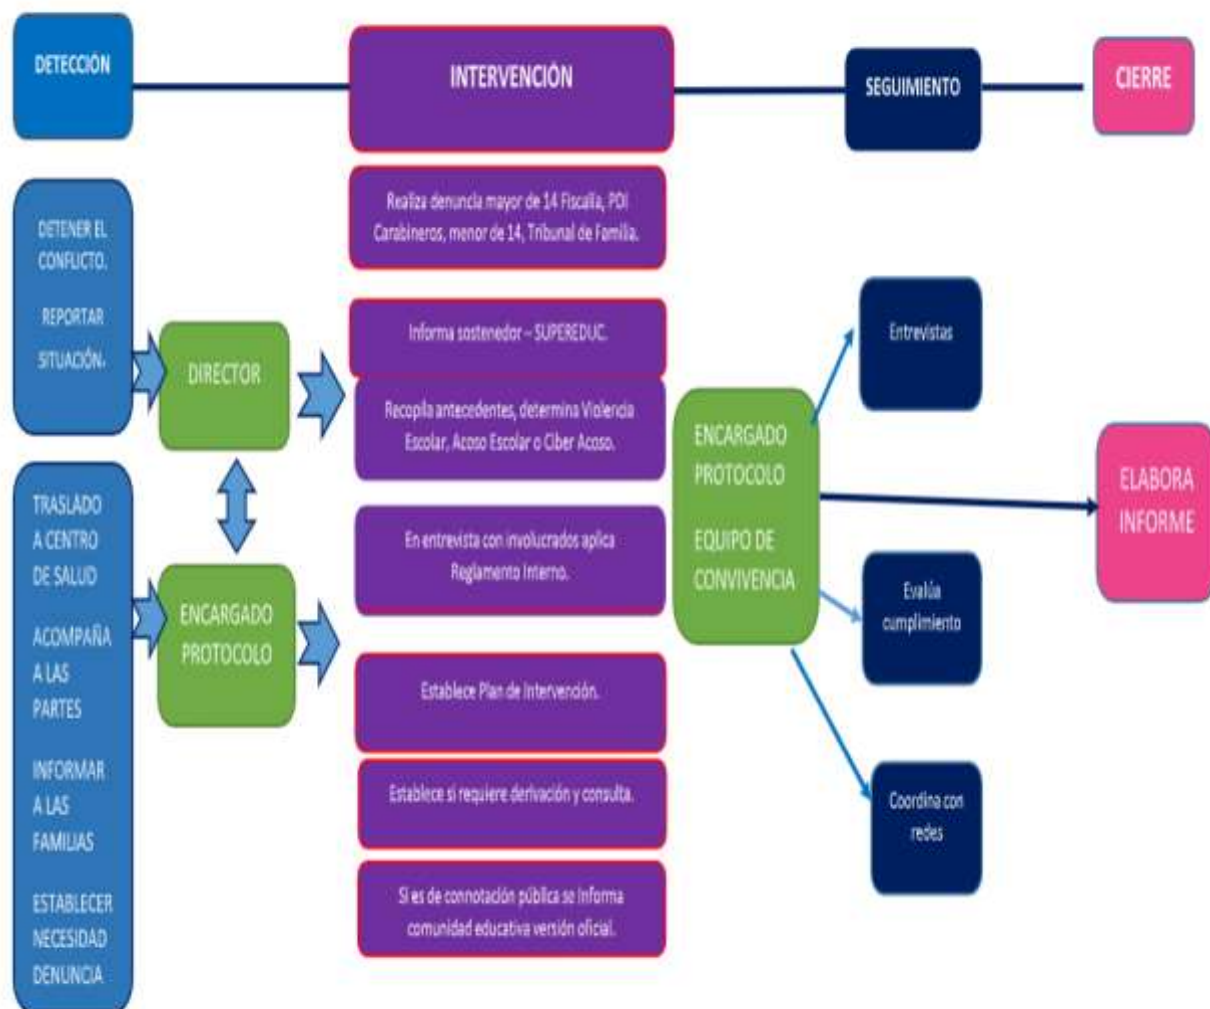 DETECCIÓN
INTERVENCIÓN
SEGUIMIENTO
CIERRE
DETENER EL
CONFLICTO.
REPORTAR
SITUACIÓN.
TRASLADO
A CENTRO
DE SALUD
ACOMPAÑA
A LAS
PARTES
INFORMAR
A LAS
FAMILIAS
ESTABLECER
NECESIDAD
DENUNCIA
DIRECTOR
ENCARGADO
PROTOCOLO
Realiza denuncia mayor de 14 Fiscalía, PDI
Carabineros, menor de 14, Tribunal de Familia.
Informa sostenedor – SUPEREDUC.
Recopila antecedentes, determina Violencia
Escolar, Acoso Escolar o Ciber Acoso.
En entrevista con involucrados aplica
Reglamento Interno.
Establece Plan de Intervención.
Establece si requiere derivación y consulta.
Si es de connotación pública se informa
comunidad educativa versión oficial.
ENCARGADO
PROTOCOLO
EQUIPO DE
CONVIVENCIA
Entrevistas
Evalúa
cumplimiento
Coordina con
redes
ELABORA
INFORME